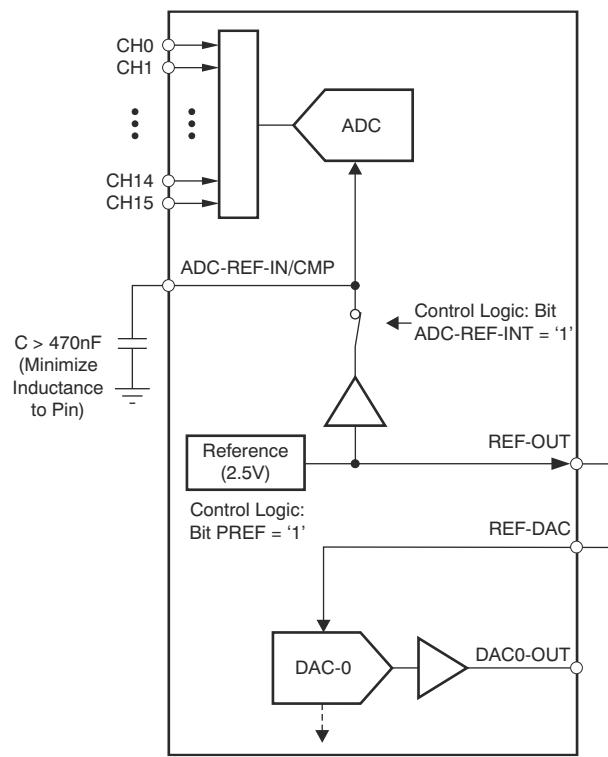 CH0
CH1
ADC
CH14
CH15
ADC-REF-IN/CMP
Control Logic: Bit
ADC-REF-INT = ‘1’
C > 470nF
(Minimize
Inductance
to Pin)
Reference
(2.5V)
REF-OUT
Control Logic:
Bit PREF = ‘1’
REF-DAC
DAC-0
DAC0-OUT